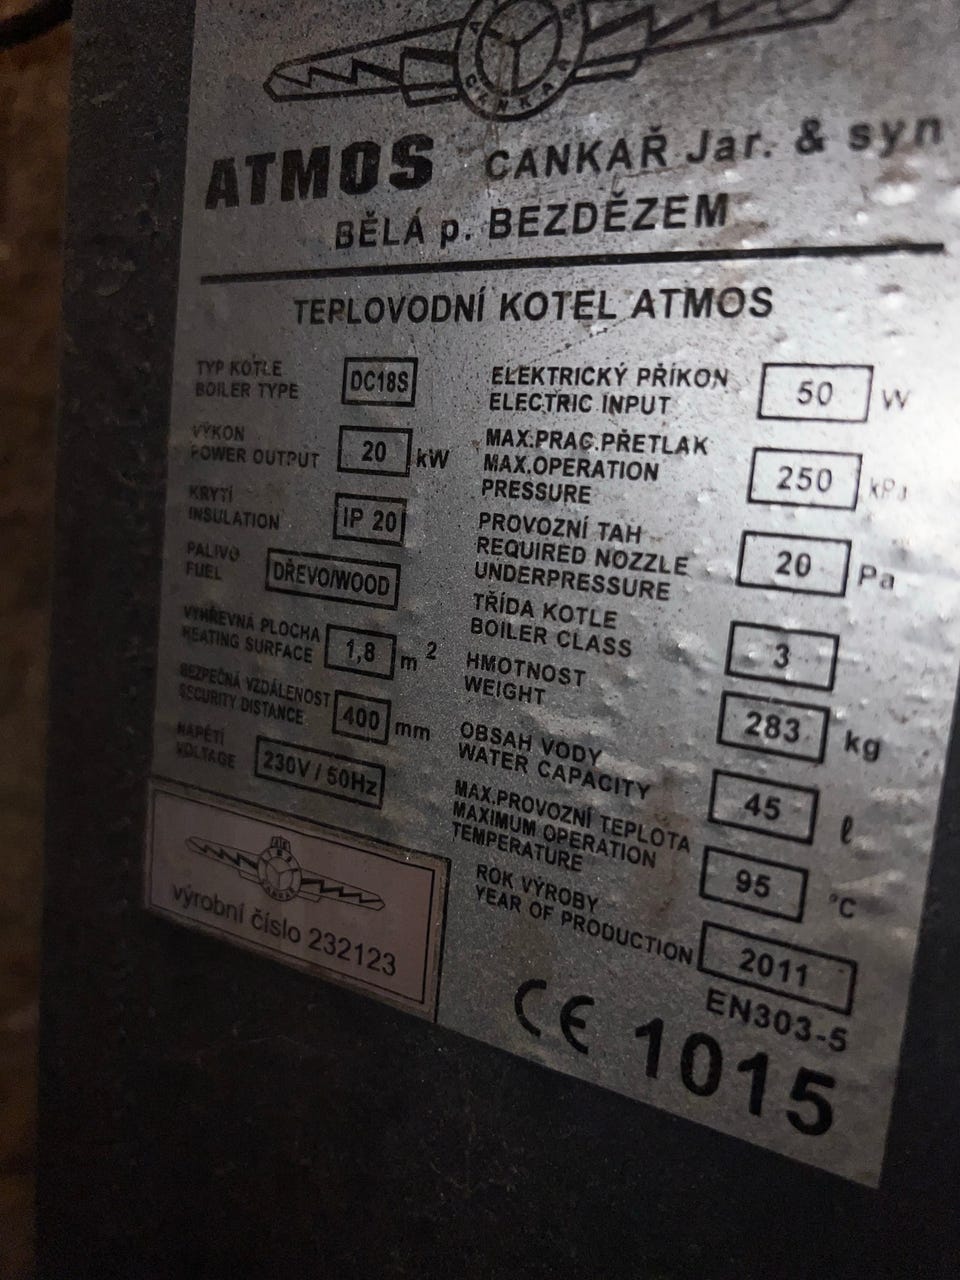 ATMOS CANKAŘ Jar. & syn
BĚLÁ p. BEZDĚZEM
TEPLOVODNÍ KOTEL ATMOS
TYP KOTLE
BOILER TYPE
DC18S
VÝKON
POWER OUTPUT
20 kW
KRYTÍ
INSULATION
IP 20
PALIVO
FUEL
DŘEVO/WOOD
VÝHŘEVNÁ PLOCHA
HEATING SURFACE
1,8 m 2
BEZPEČNÁ VZDÁLENOST
SECURITY DISTANCE
400 mm
NAPĚTÍ
VOLTAGE
230V / 50Hz
výrobní číslo 232123
ELEKTRICKÝ PŘÍKON
ELECTRIC INPUT
50 W
MAX.PRAC.PŘETLAK
MAX.OPERATION
PRESSURE
250 kPa
PROVOZNÍ TAH
REQUIRED NOZZLE
UNDERPRESSURE
20 Pa
TŘÍDA KOTLE
BOILER CLASS
3
HMOTNOST
WEIGHT
283 kg
OBSAH VODY
WATER CAPACITY
45 ℓ
MAX.PROVOZNÍ TEPLOTA
MAXIMUM OPERATION
TEMPERATURE
95 °C
ROK VÝROBY
YEAR OF PRODUCTION
2011
EN303-5
CE 1015